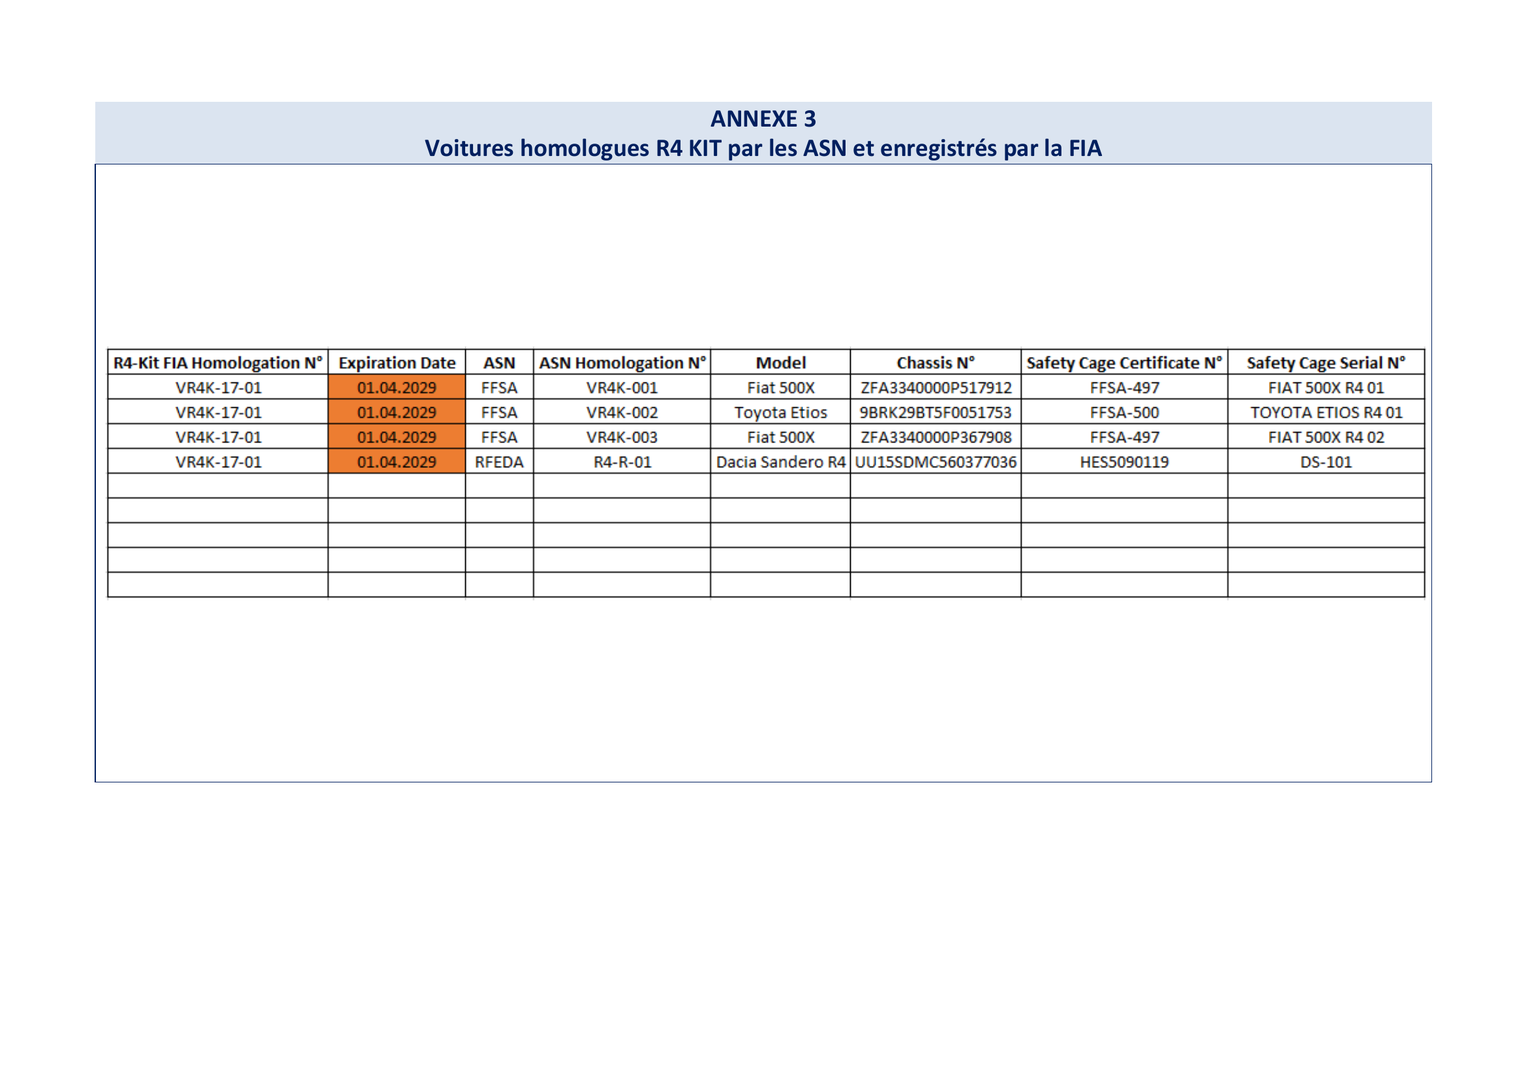 ANNEXE 3
Voitures homologues R4 KIT par les ASN et enregistrés par la FIA
R4-Kit FIA Homologation N° Expiration Date ASN ASN Homologation N° Model Chassis N° Safety Cage Certificate N° Safety Cage Serial N°
VR4K-17-01 01.04.2029 FFSA VR4K-001 Fiat 500X ZFA3340000P517912 FFSA-497 FIAT 500X R4 01
VR4K-17-01 01.04.2029 FFSA VR4K-002 Toyota Etios 9BRK29BT5F0051753 FFSA-500 TOYOTA ETIOS R4 01
VR4K-17-01 01.04.2029 FFSA VR4K-003 Fiat 500X ZFA3340000P367908 FFSA-497 FIAT 500X R4 02
VR4K-17-01 01.04.2029 RFEDA R4-R-01 Dacia Sandero R4 UU15SDMC560377036 HES5090119 DS-101